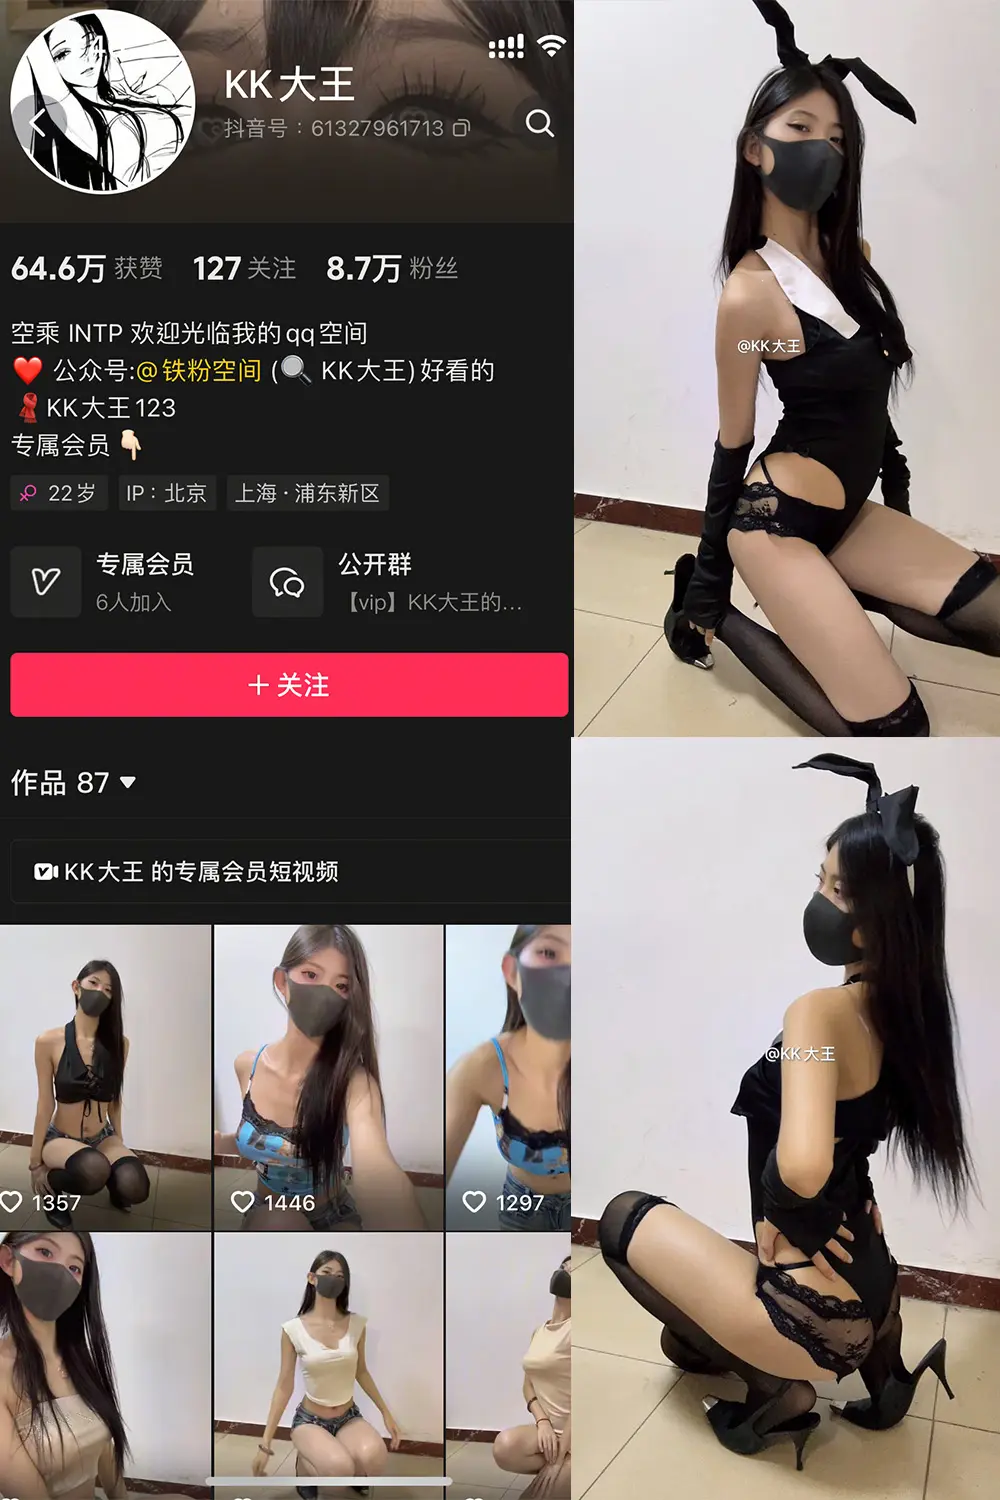 KK大王
抖音号：61327961713
64.6万 获赞 127 关注 8.7万 粉丝
空乘 INTP 欢迎光临我的qq空间
公众号:@铁粉空间 (🔍 KK大王)好看的
KK大王123
专属会员
22岁 IP：北京 上海·浦东新区
专属会员
6人加入
公开群
【vip】KK大王的...
+ 关注
作品 87
KK大王 的专属会员短视频
1357
1446
1297
@KK大王
@KK大王